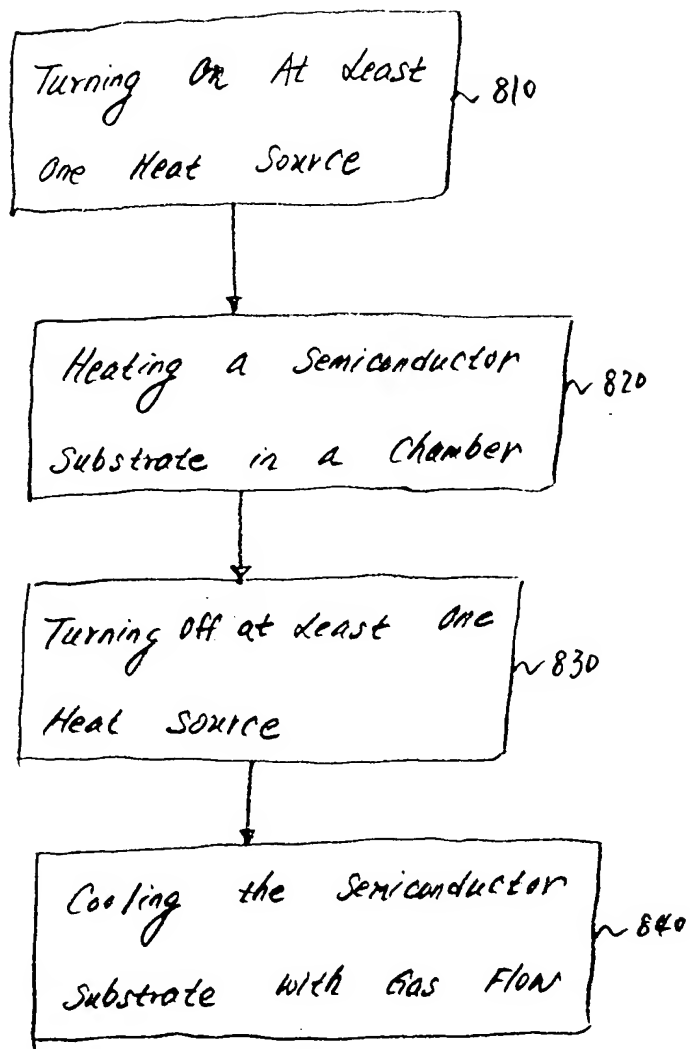 Turning On At Least
810
One Heat Source
Heating a Semiconductor
820
Substrate in a Chamber
Turning Off at Least One
830
Heat Source
Cooling the Semiconductor
840
Substrate with Gas Flow